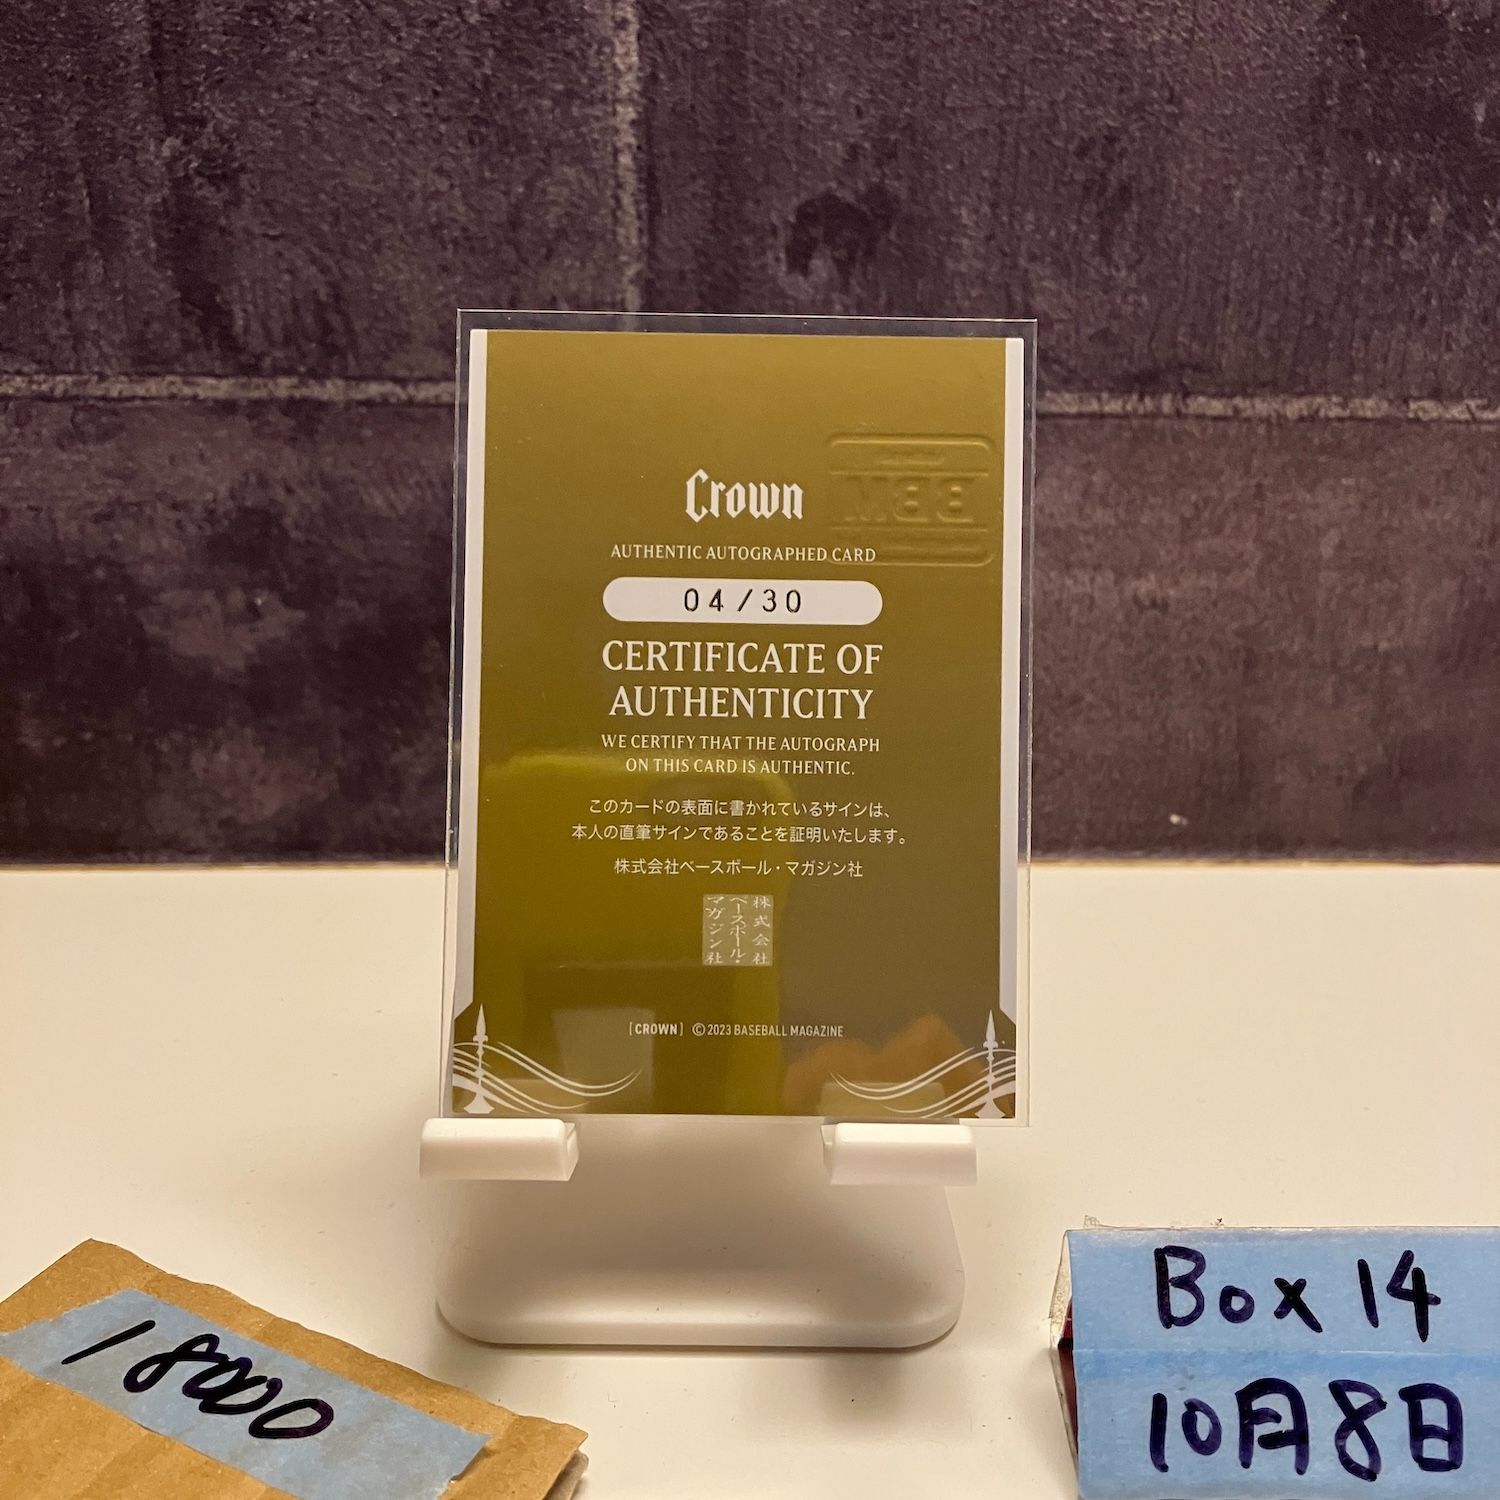 Crown
BBM
AUTHENTIC AUTOGRAPHED CARD
04/30
CERTIFICATE OF
AUTHENTICITY
WE CERTIFY THAT THE AUTOGRAPH
ON THIS CARD IS AUTHENTIC.
このカードの表面に書かれているサインは、
本人の直筆サインであることを証明いたします。
株式会社ベースボール・マガジン社
株式会社
ベースボール・
マガジン社
[CROWN] ©2023 BASEBALL MAGAZINE
18000
Box 14
10月8日